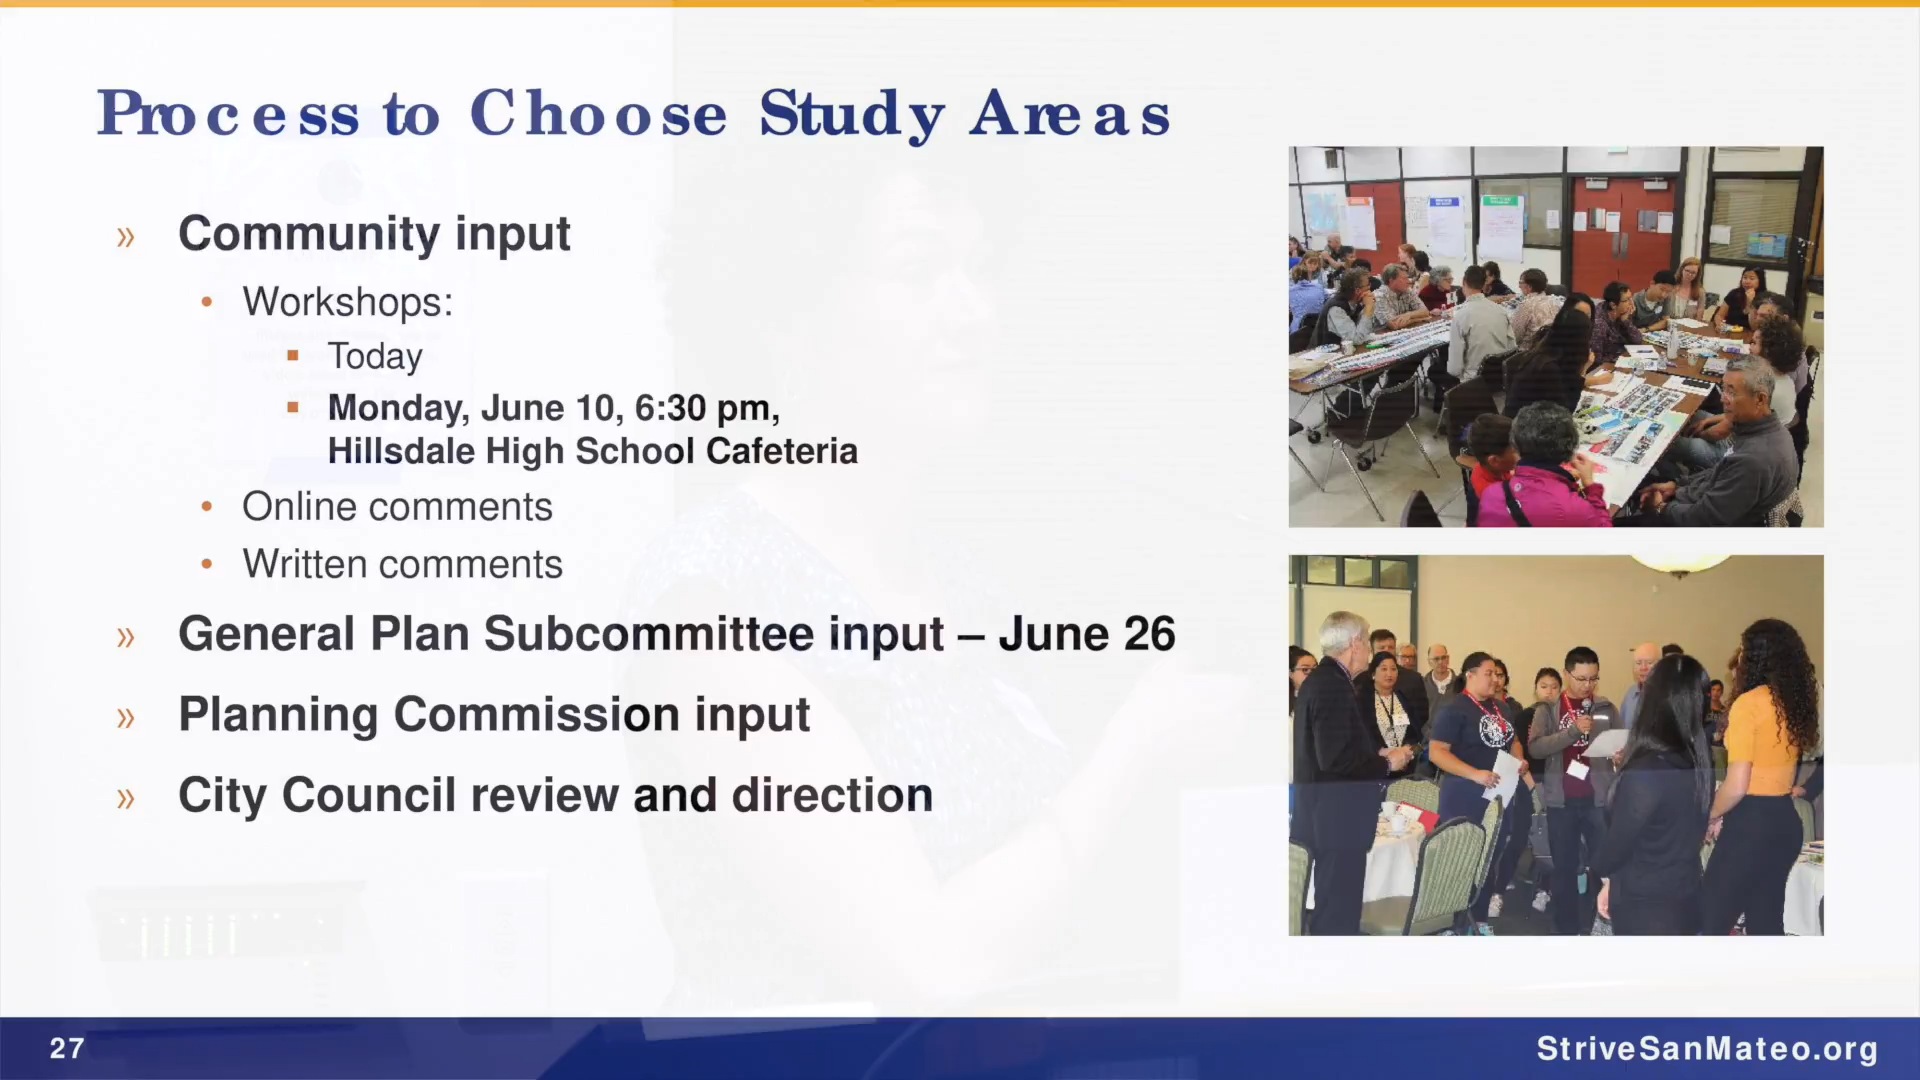 Process to Choose Study Areas
» Community input
• Workshops:
▪ Today
▪ Monday, June 10, 6:30 pm,
Hillsdale High School Cafeteria
• Online comments
• Written comments
» General Plan Subcommittee input – June 26
» Planning Commission input
» City Council review and direction
27
StriveSanMateo.org